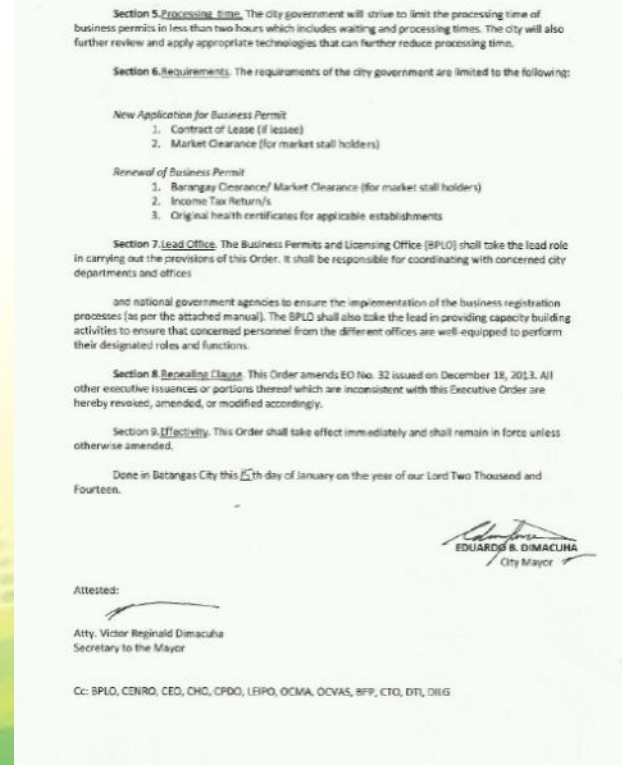 Section 5. Processing time. The city government will strive to limit the processing time of
business permits in less than two hours which includes waiting and processing times. The city will also
further review and apply appropriate technologies that can further reduce processing time.
Section 6. Requirements. The requirements of the city government are limited to the following:
New Application for Business Permit
1. Contract of Lease (if lessee)
2. Market Clearance (for market stall holders)
Renewal of Business Permit
1. Barangay Clearance/ Market Clearance (for market stall holders)
2. Income Tax Return/s
3. Original health certificates for applicable establishments
Section 7. Lead Office. The Business Permits and Licensing Office (BPLO) shall take the lead role
in carrying out the provisions of this Order. It shall be responsible for coordinating with concerned city
departments and offices
and national government agencies to ensure the implementation of the business registration
processes (as per the attached manual). The BPLO shall also take the lead in providing capacity building
activities to ensure that concerned personnel from the different offices are well-equipped to perform
their designated roles and functions.
Section 8. Repealing Clause. This Order amends EO No. 32 issued on December 18, 2013. All
other executive issuances or portions thereof which are inconsistent with this Executive Order are
hereby revoked, amended, or modified accordingly.
Section 9. Effectivity. This Order shall take effect immediately and shall remain in force unless
otherwise amended.
Done in Batangas City this th day of January on the year of our Lord Two Thousand and
Fourteen.
EDUARDO B. DIMACUHA
City Mayor
Attested:
Atty. Victor Reginald Dimacuha
Secretary to the Mayor
Cc: BPLO, CENRO, CEO, CHO, CPDO, LEIPO, OCMA, OCVAS, BFP, CTO, DTI, DILG